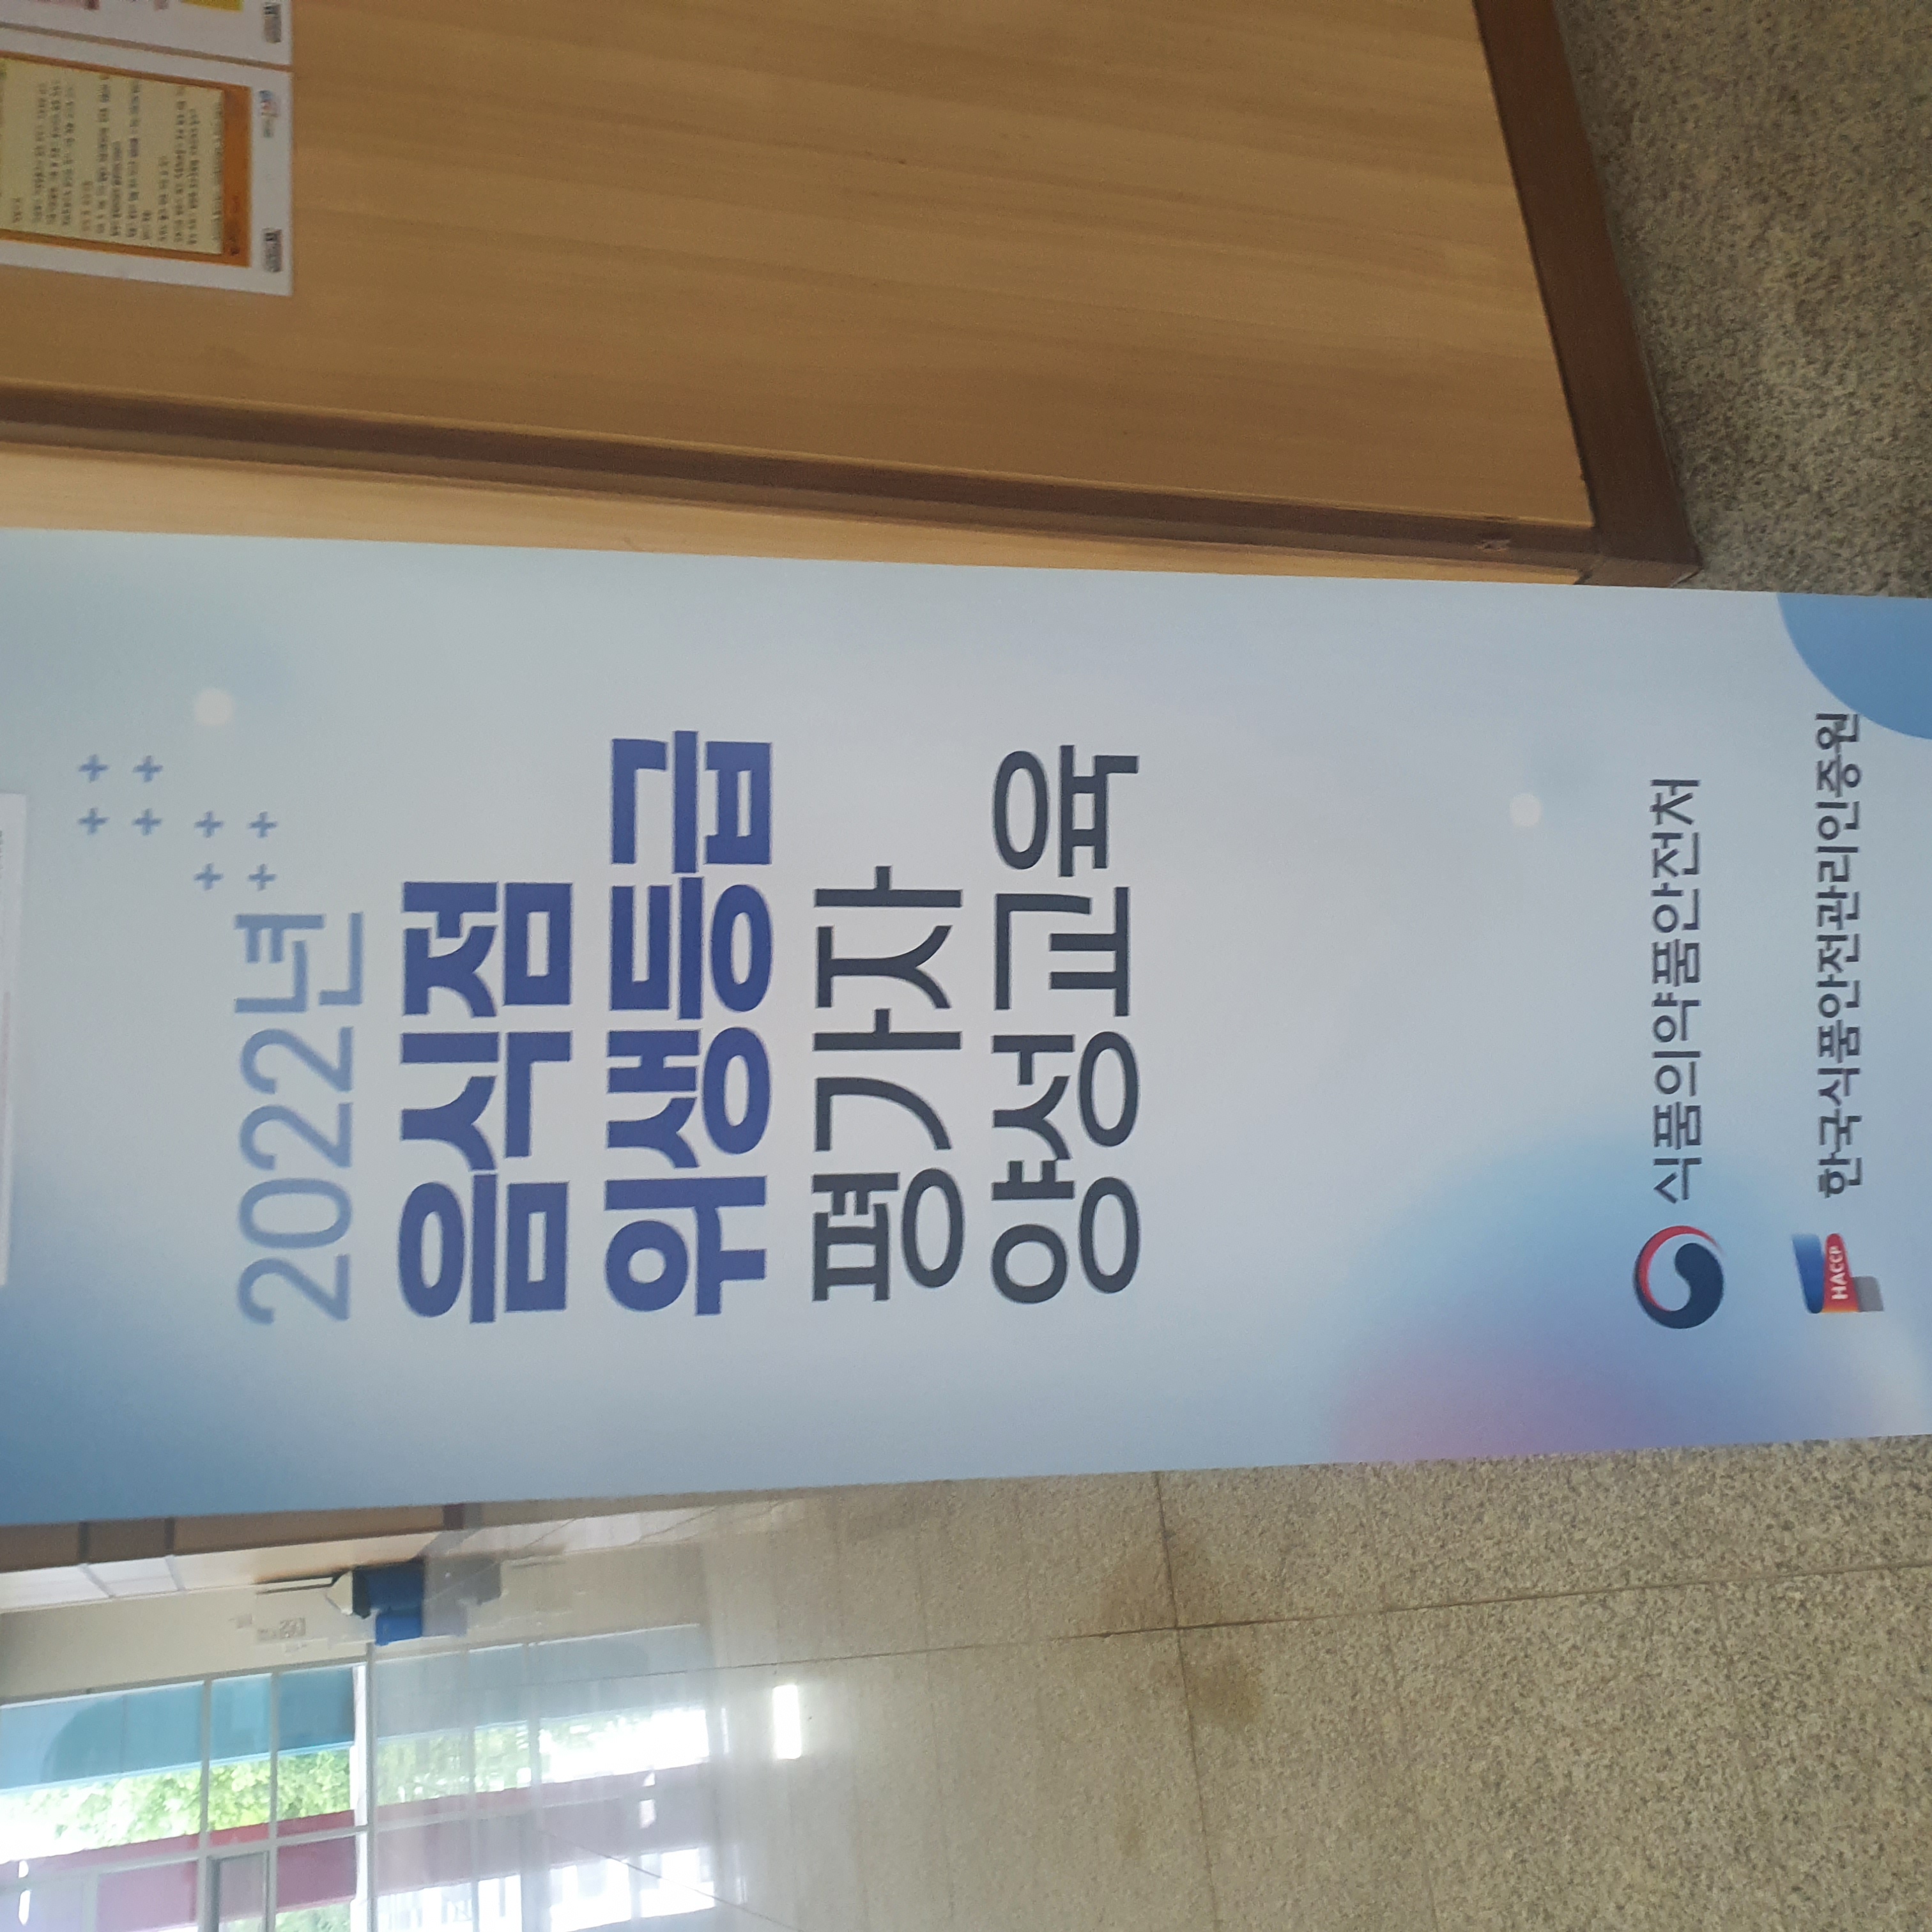 2022년
음식점
위생등급
평가자
양성교육
식품의약품안전처
HACCP 한국식품안전관리인증원